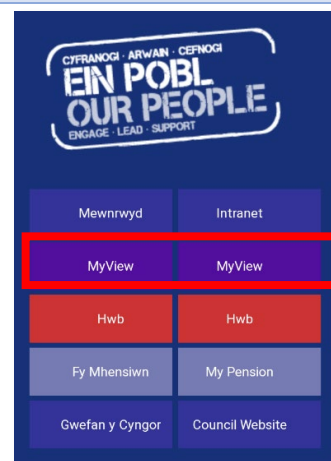 CYFRANOGI · ARWAIN · CEFNOGI
EIN POBL
OUR PEOPLE
ENGAGE · LEAD · SUPPORT
Mewnrwyd Intranet
MyView MyView
Hwb Hwb
Fy Mhensiwn My Pension
Gwefan y Cyngor Council Website